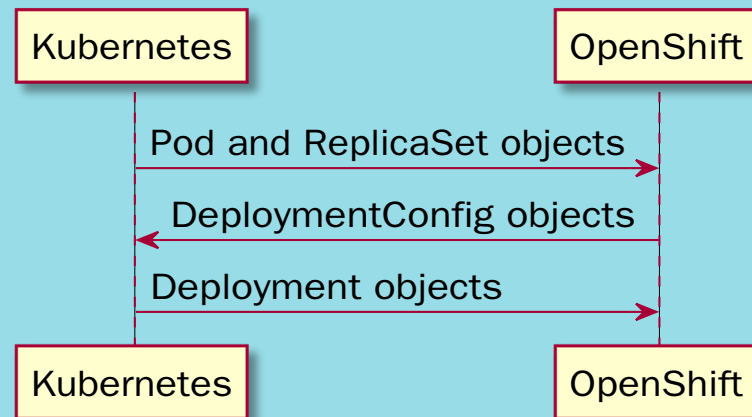 Kubernetes
OpenShift
Pod and ReplicaSet objects
DeploymentConfig objects
Deployment objects
Kubernetes
OpenShift